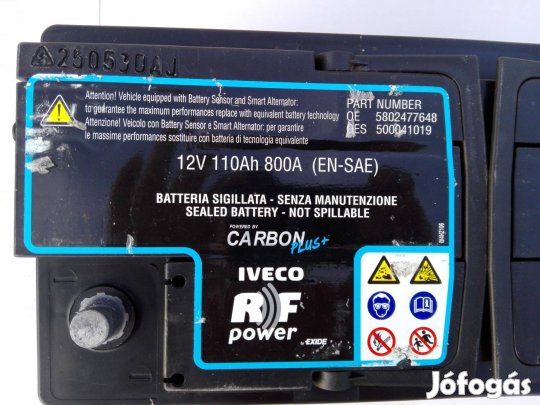 250530AJ
Attention! Vehicle equipped with Battery Sensor and Smart Alternator:
to guarantee the maximum performances replace with equivalent battery technology
Attenzione! Veicolo con Battery Sensor e Smart Alternator: per garantire
le massime performance sostituire con batteria di tecnologia equivalente
PART NUMBER
OE 5802477648
OES 500041019
12V 110Ah 800A (EN-SAE)
BATTERIA SIGILLATA - SENZA MANUTENZIONE
SEALED BATTERY - NOT SPILLABLE
POWERED BY
CARBON PLUS+
IVECO
RF
power
by EXIDE
Jófogás